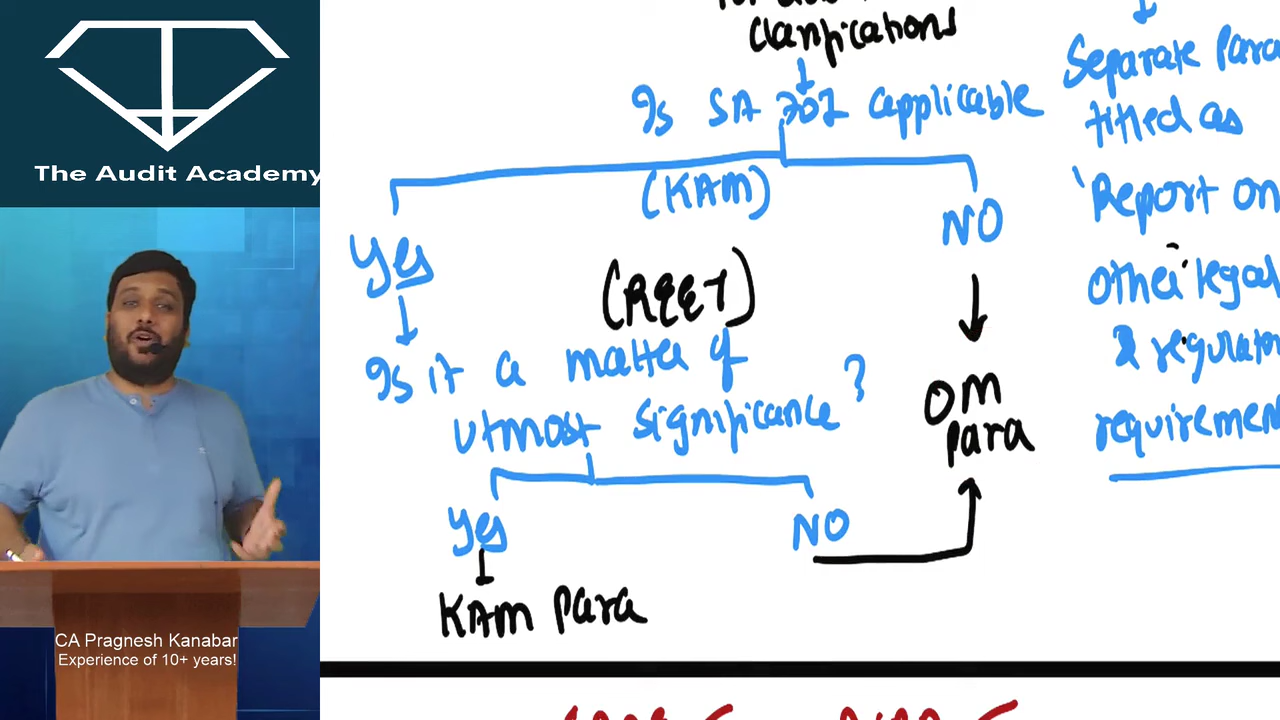 The Audit Academy
CA Pragnesh Kanabar
Experience of 10+ years!
clarifications
Is SA 701 applicable
(KAM)
Yes
NO
(REET)
Is it a matter of
utmost significance ?
OM
para
Yes
NO
KAM para
Separate para
titled as
'Report on
other legal
& regulator
requiremen